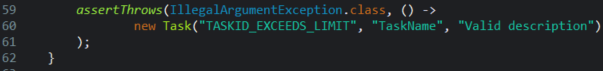 59 assertThrows(IllegalArgumentException.class, () ->
60 new Task("TASKID_EXCEEDS_LIMIT", "TaskName", "Valid description")
61 );
62 }